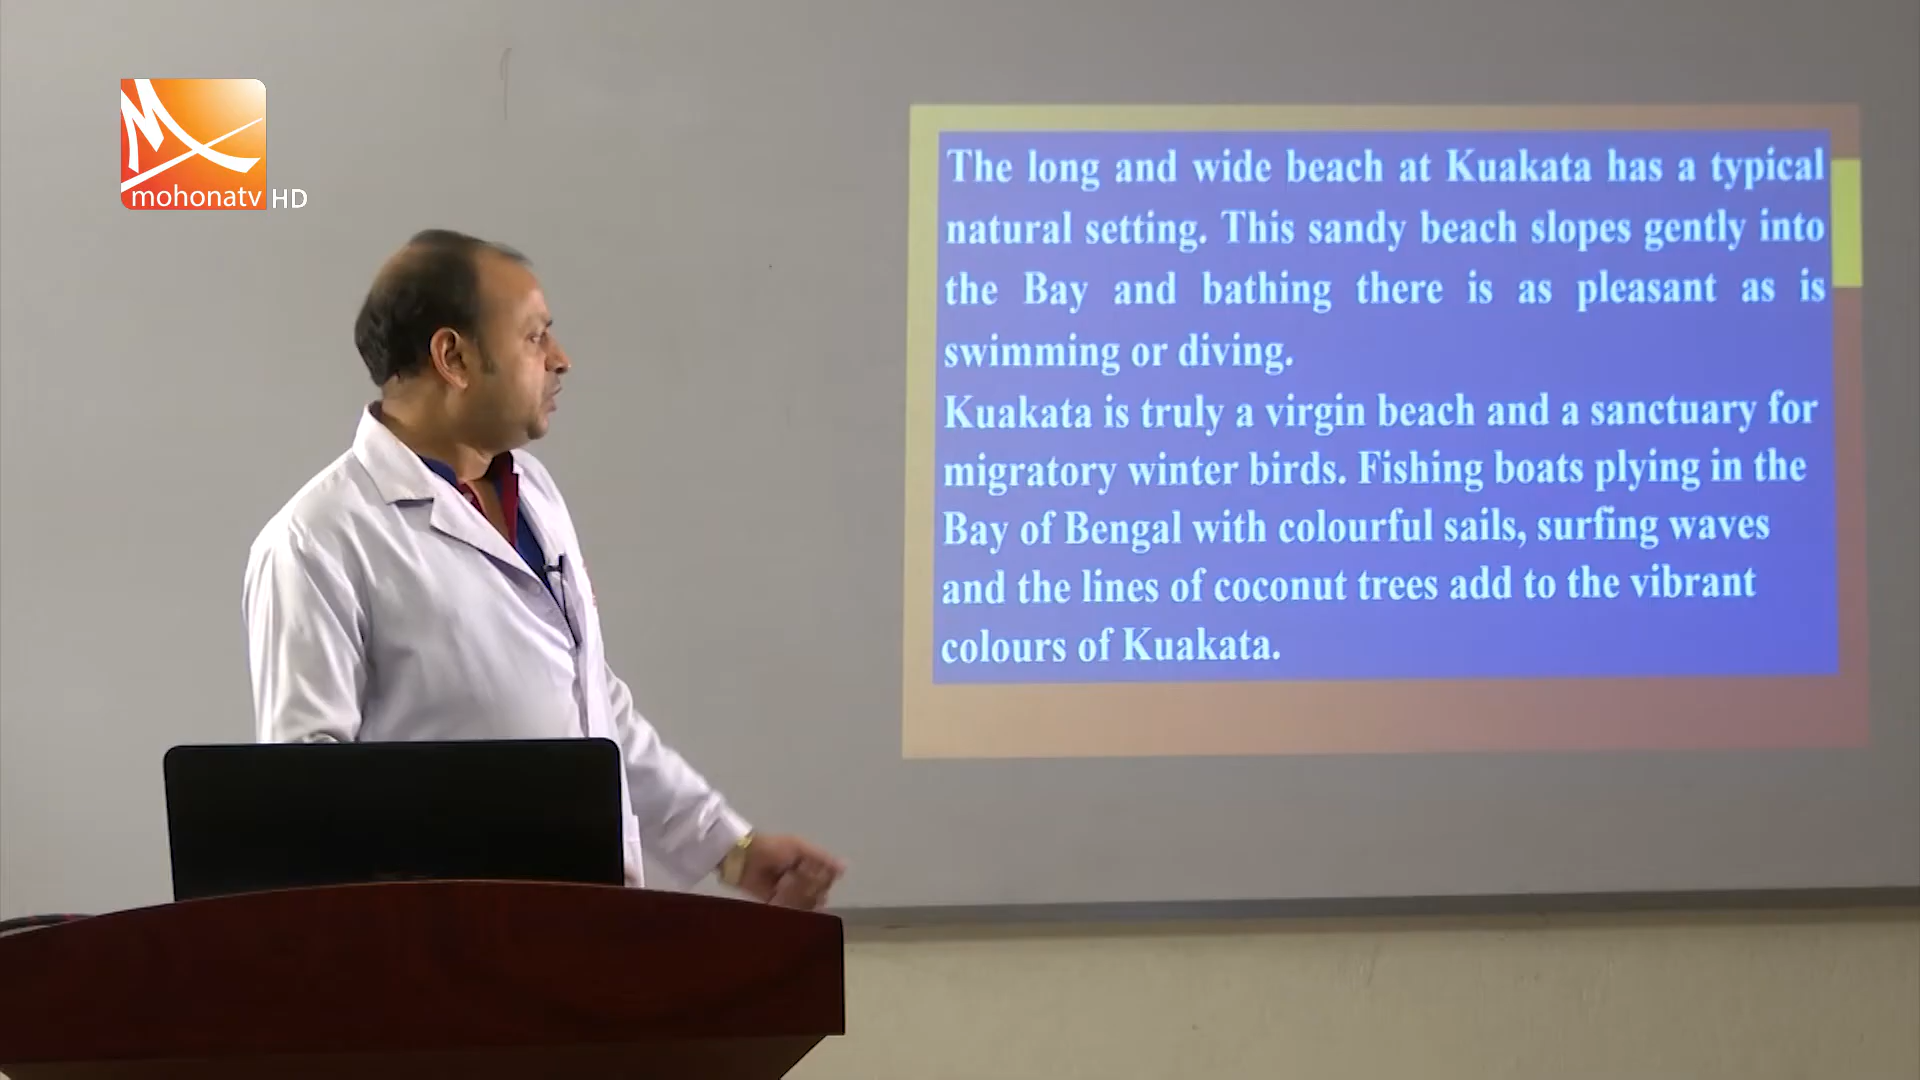 mohonatv HD
The long and wide beach at Kuakata has a typical
natural setting. This sandy beach slopes gently into
the Bay and bathing there is as pleasant as is
swimming or diving.
Kuakata is truly a virgin beach and a sanctuary for
migratory winter birds. Fishing boats plying in the
Bay of Bengal with colourful sails, surfing waves
and the lines of coconut trees add to the vibrant
colours of Kuakata.